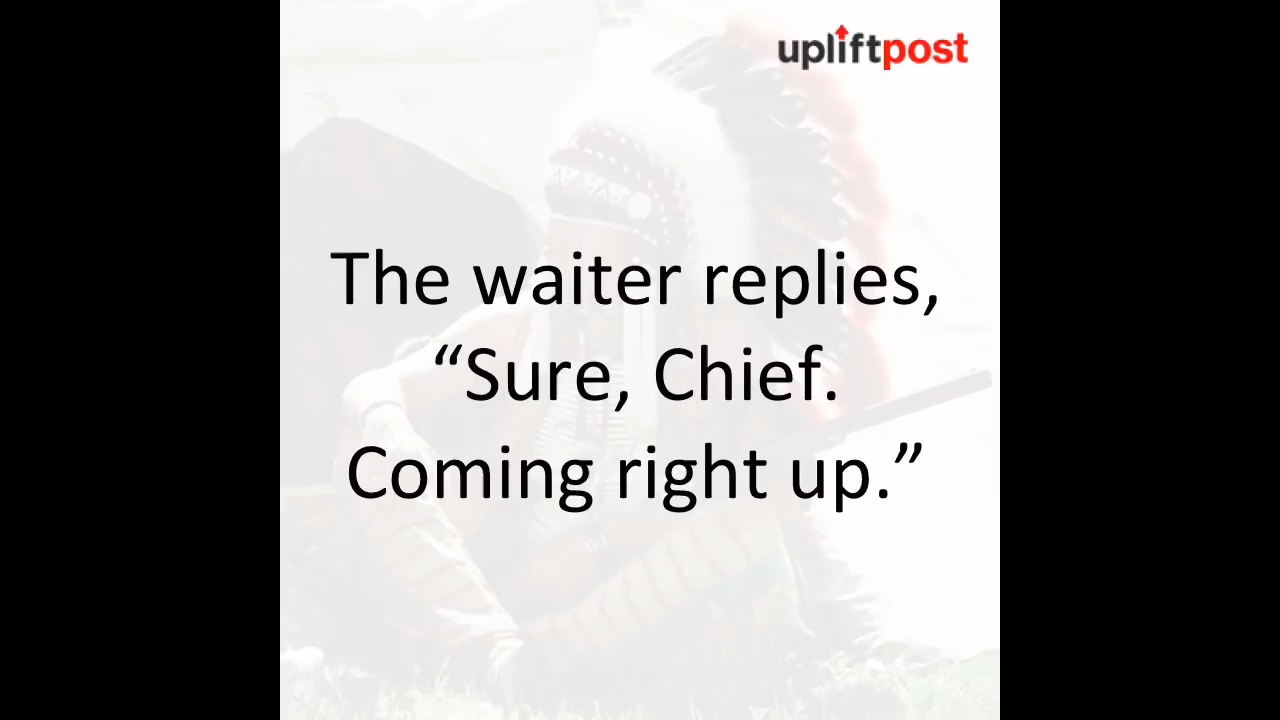 upliftpost
The waiter replies,
“Sure, Chief.
Coming right up.”